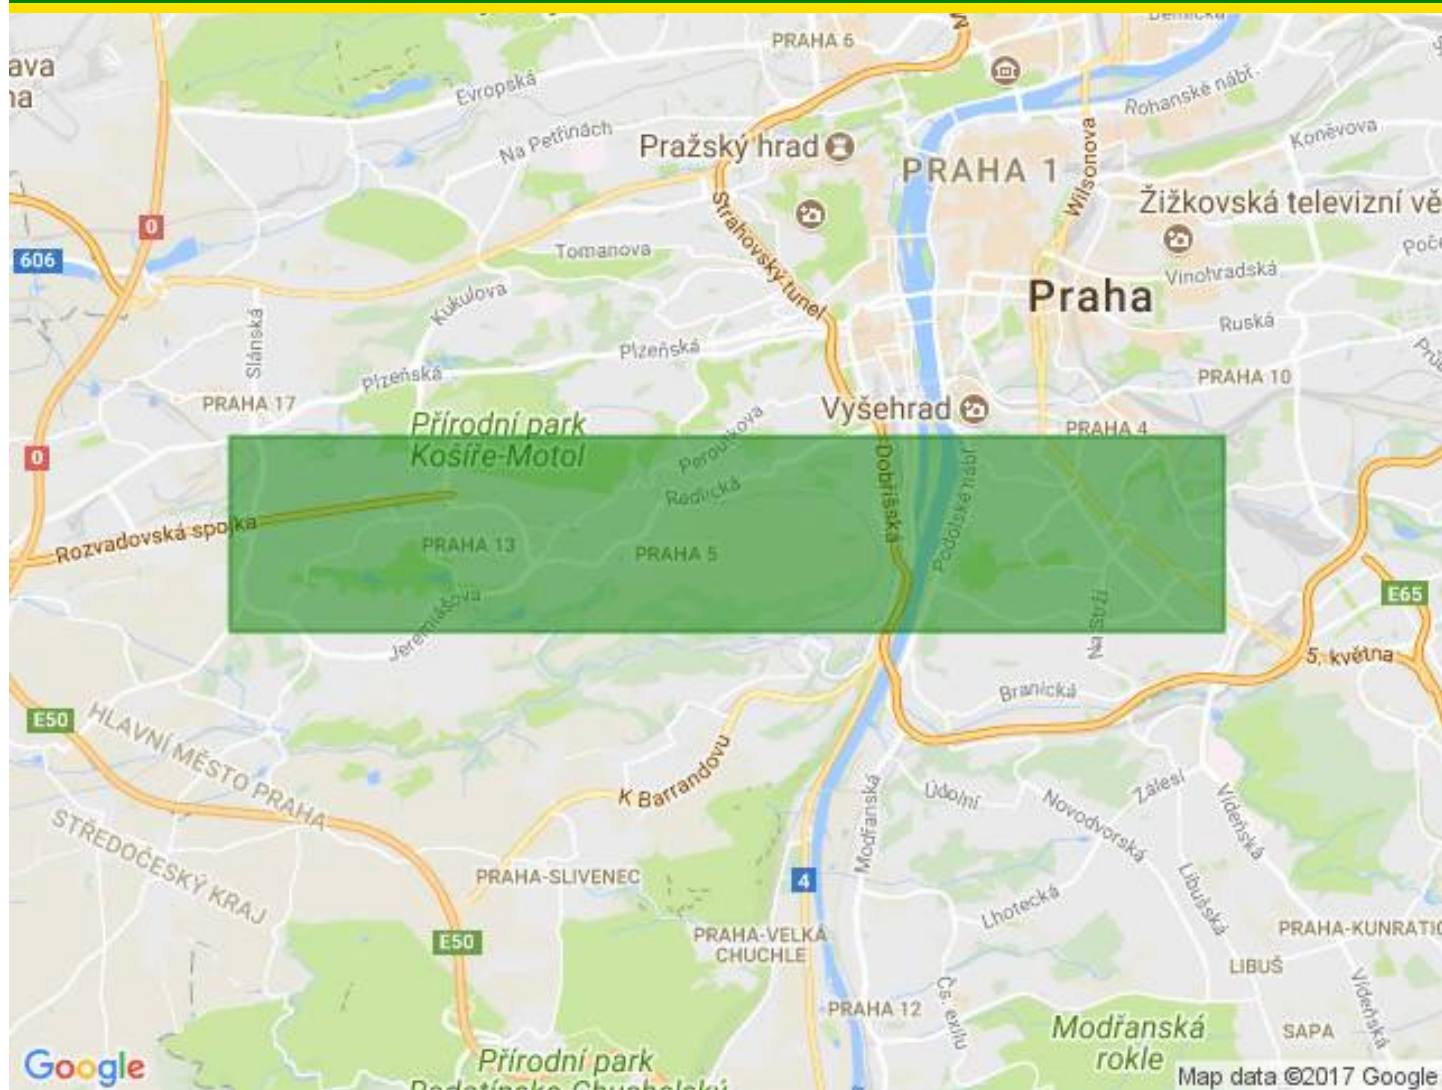 PRAHA 6
Evropská
Rohanské nábř.
Na Petřinách
Koněvova
Pražský hrad
PRAHA 1
Wilsonova
Žižkovská televizní vě
0
606
Strahovský tunel
Tomanova
Vinohradská
Praha
Kukulova
Slánská
Ruská
Plzeňská
Plzeňská
PRAHA 10
PRAHA 17
Vyšehrad
Přírodní park
Košíře-Motol
PRAHA 4
0
Peroutkova
Radlická
Dobříšská
Podolské nábř.
Rozvadovská spojka
PRAHA 13
PRAHA 5
E65
Jeremiášova
Na Strži
5. května
Branická
E50
HLAVNÍ MĚSTO PRAHA
STŘEDOČESKÝ KRAJ
K Barrandovu
Údolní
Zálesí
Novodvorská
Vídeňská
Modřanská
PRAHA-SLIVENEC
4
Libušská
Lhotecká
E50
PRAHA-VELKÁ
CHUCHLE
PRAHA-KUNRATIC
LIBUŠ
Vídeňská
PRAHA 12
Čs. exilu
Modřanská
rokle
SAPA
Přírodní park
Google
Map data ©2017 Google